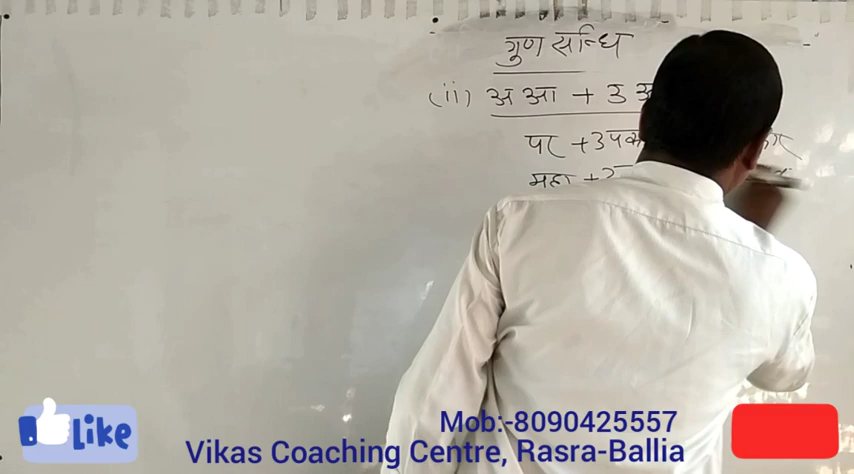 गुण सन्धि
(ii) अ आ + उ
पर + उपक
महा +
Like
Mob:-8090425557
Vikas Coaching Centre, Rasra-Ballia